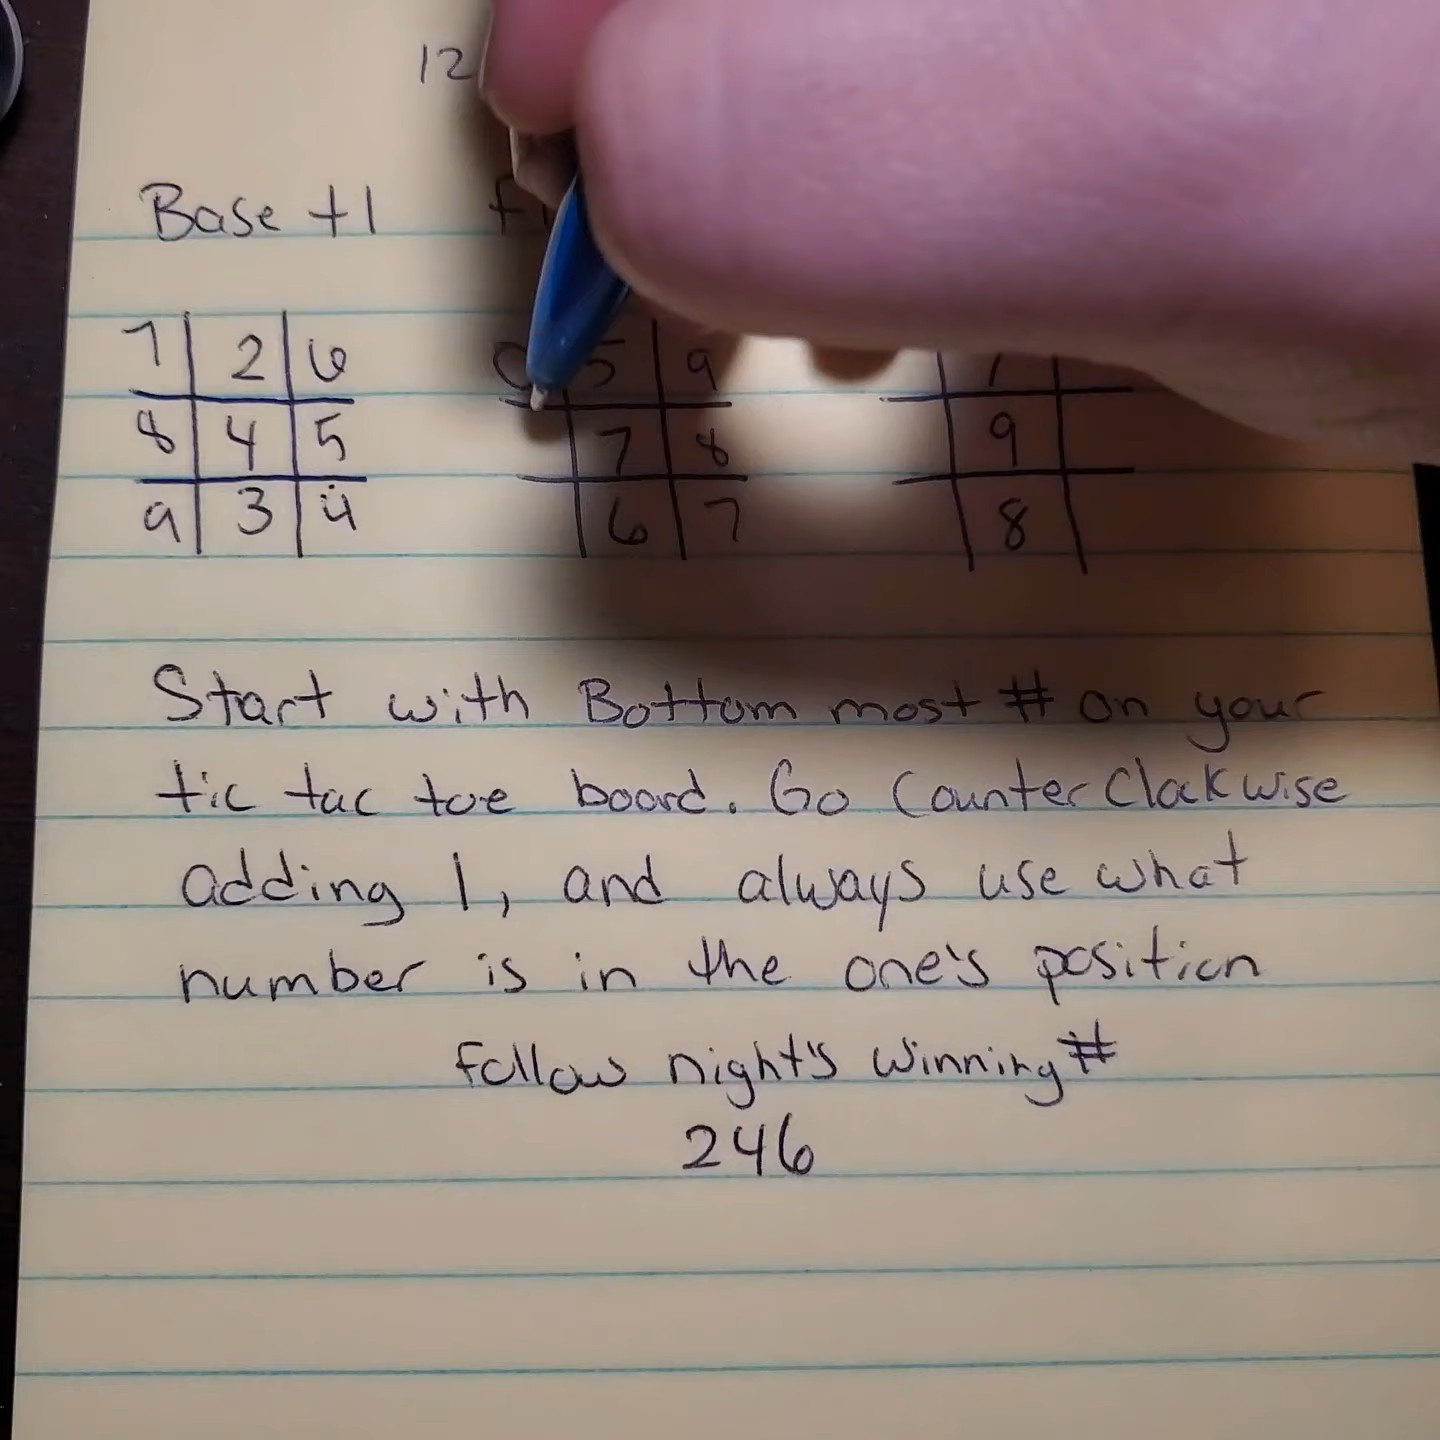 12
Base +1
7 2 6
8 4 5
9 3 4
5 9
7 8
6 7
9
8
Start with Bottom most # on your
tic tac toe board. Go Counter Clockwise
adding 1, and always use what
number is in the one's position
follow night's winning #
246